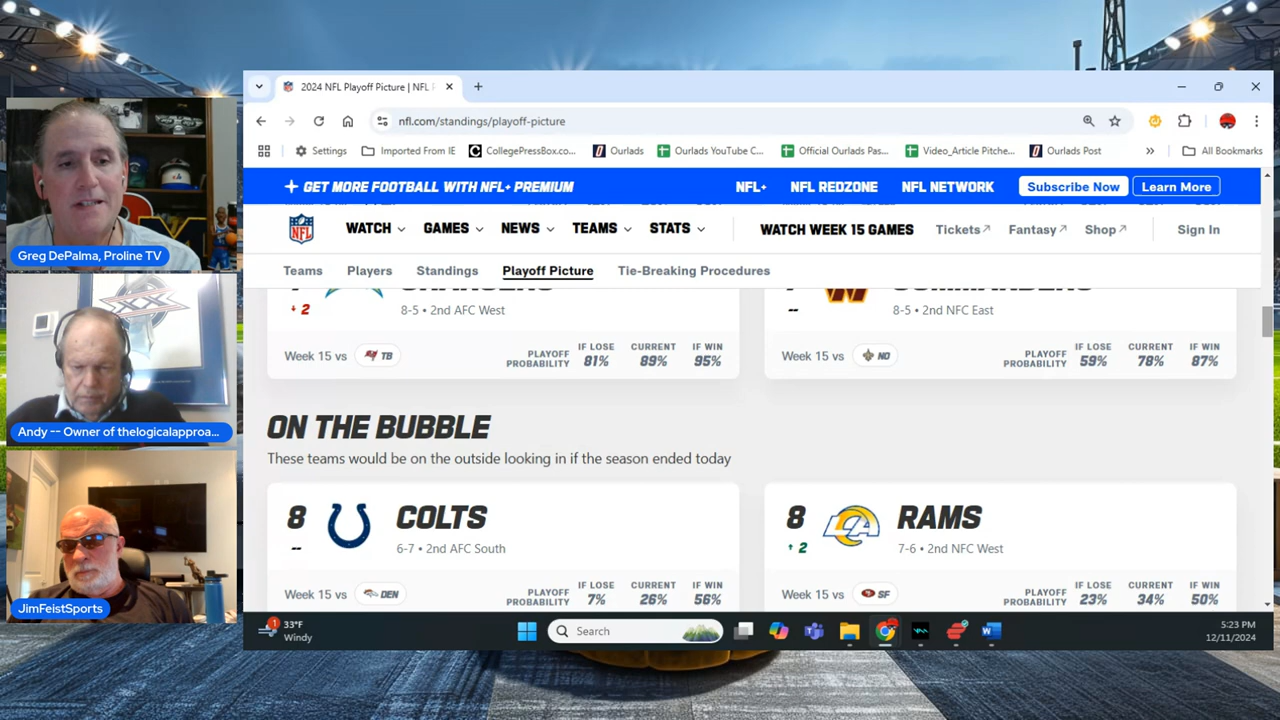 2024 NFL Playoff Picture | NFL
nfl.com/standings/playoff-picture
Settings Imported From IE CollegePressBox.co... Ourlads Ourlads YouTube C... Official Ourlads Pas... Video_Article Pitche... Ourlads Post » All Bookmarks
+ GET MORE FOOTBALL WITH NFL+ PREMIUM NFL+ NFL REDZONE NFL NETWORK Subscribe Now Learn More
NFL WATCH GAMES NEWS TEAMS STATS WATCH WEEK 15 GAMES Tickets Fantasy Shop Sign In
Teams Players Standings Playoff Picture Tie-Breaking Procedures
CHARGERS
2 8-5 • 2nd AFC West
Week 15 vs TB PLAYOFF PROBABILITY IF LOSE 81% CURRENT 89% IF WIN 95%
COMMANDERS
-- 8-5 • 2nd NFC East
Week 15 vs NO PLAYOFF PROBABILITY IF LOSE 59% CURRENT 78% IF WIN 87%
ON THE BUBBLE
These teams would be on the outside looking in if the season ended today
8 COLTS
-- 6-7 • 2nd AFC South
Week 15 vs DEN PLAYOFF PROBABILITY IF LOSE 7% CURRENT 26% IF WIN 56%
8 RAMS
2 7-6 • 2nd NFC West
Week 15 vs SF PLAYOFF PROBABILITY IF LOSE 23% CURRENT 34% IF WIN 50%
1 33°F
Windy
Search
5:23 PM
12/11/2024
Greg DePalma, Proline TV
Andy -- Owner of thelogicalapproa...
JimFeistSports